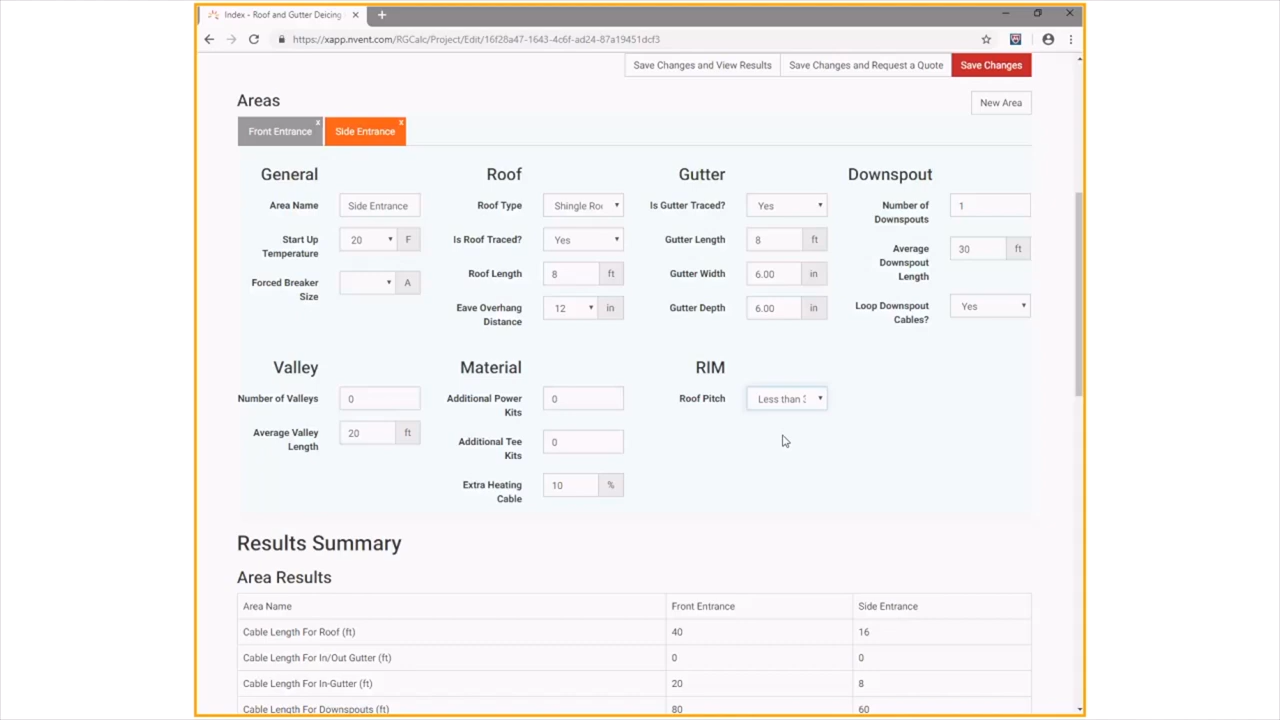 Index - Roof and Gutter Deicing
https://xapp.nvent.com/RGCalc/Project/Edit/16f28a47-1643-4c6f-ad24-87a19451dcf3
Save Changes and View Results Save Changes and Request a Quote Save Changes
Areas New Area
Front Entrance x Side Entrance x
General Roof Gutter Downspout
Area Name Side Entrance Roof Type Shingle Roo Is Gutter Traced? Yes Number of Downspouts 1
Start Up Temperature 20 F Is Roof Traced? Yes Gutter Length 8 ft Average Downspout Length 30 ft
Forced Breaker Size A Roof Length 8 ft Gutter Width 6.00 in
Eave Overhang Distance 12 in Gutter Depth 6.00 in Loop Downspout Cables? Yes
Valley Material RIM
Number of Valleys 0 Additional Power Kits 0 Roof Pitch Less than
Average Valley Length 20 ft Additional Tee Kits 0
Extra Heating Cable 10 %
Results Summary
Area Results
Area Name Front Entrance Side Entrance
Cable Length For Roof (ft) 40 16
Cable Length For In/Out Gutter (ft) 0 0
Cable Length For In-Gutter (ft) 20 8
Cable Length For Downspouts (ft) 80 60